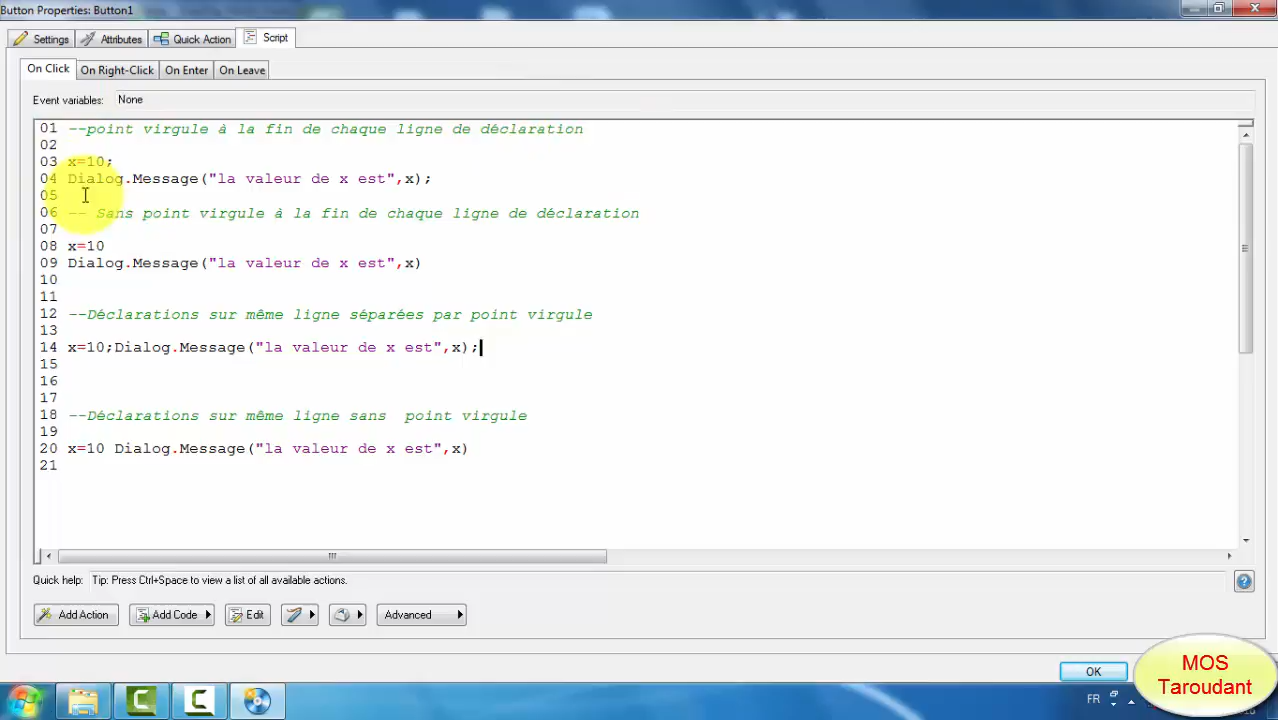 Button Properties: Button1
Settings Attributes Quick Action Script
On Click On Right-Click On Enter On Leave
Event variables: None
01 --point virgule à la fin de chaque ligne de déclaration
02
03 x=10;
04 Dialog.Message("la valeur de x est",x);
05
06 -- Sans point virgule à la fin de chaque ligne de déclaration
07
08 x=10
09 Dialog.Message("la valeur de x est",x)
10
11
12 --Déclarations sur même ligne séparées par point virgule
13
14 x=10;Dialog.Message("la valeur de x est",x);
15
16
17
18 --Déclarations sur même ligne sans  point virgule
19
20 x=10 Dialog.Message("la valeur de x est",x)
21
Quick help: Tip: Press Ctrl+Space to view a list of all available actions.
Add Action Add Code Edit Advanced
OK
MOS
Taroudant
FR